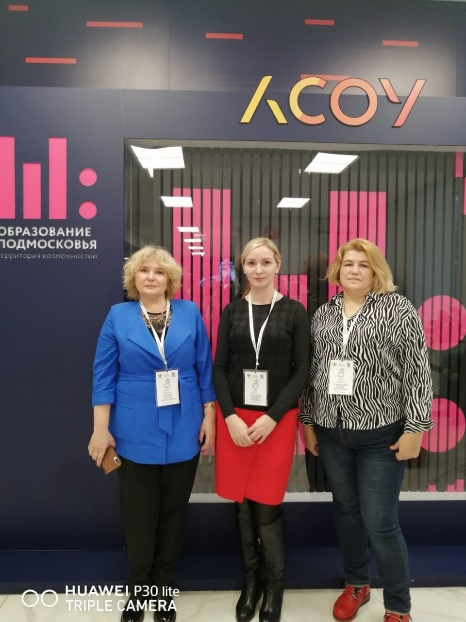 АСОУ
ОБРАЗОВАНИЕ
ПОДМОСКОВЬЯ
территория возможностей
HUAWEI P30 lite
TRIPLE CAMERA